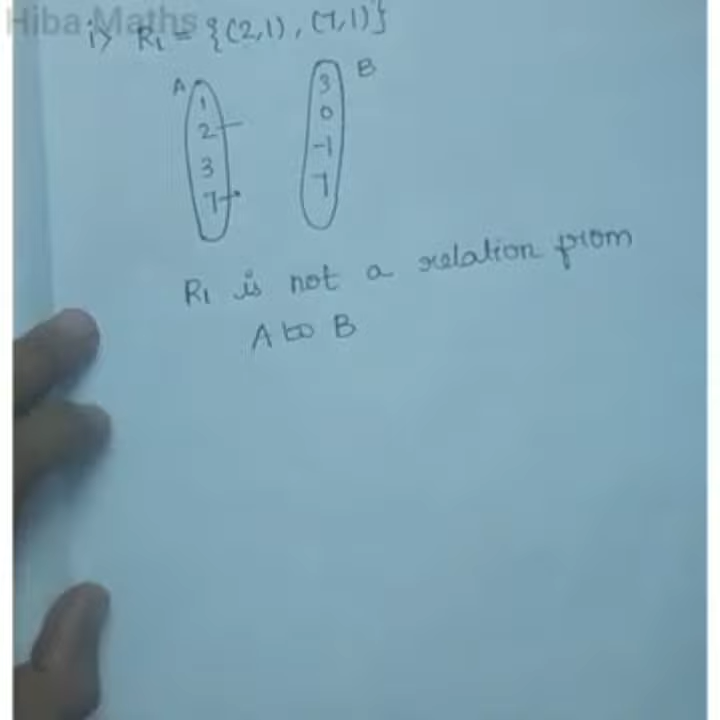 Hiba Maths
i) R1 = {(2,1), (7,1)}
A B
1 3
2 0
3 -1
7 7
R1 is not a relation from
A to B